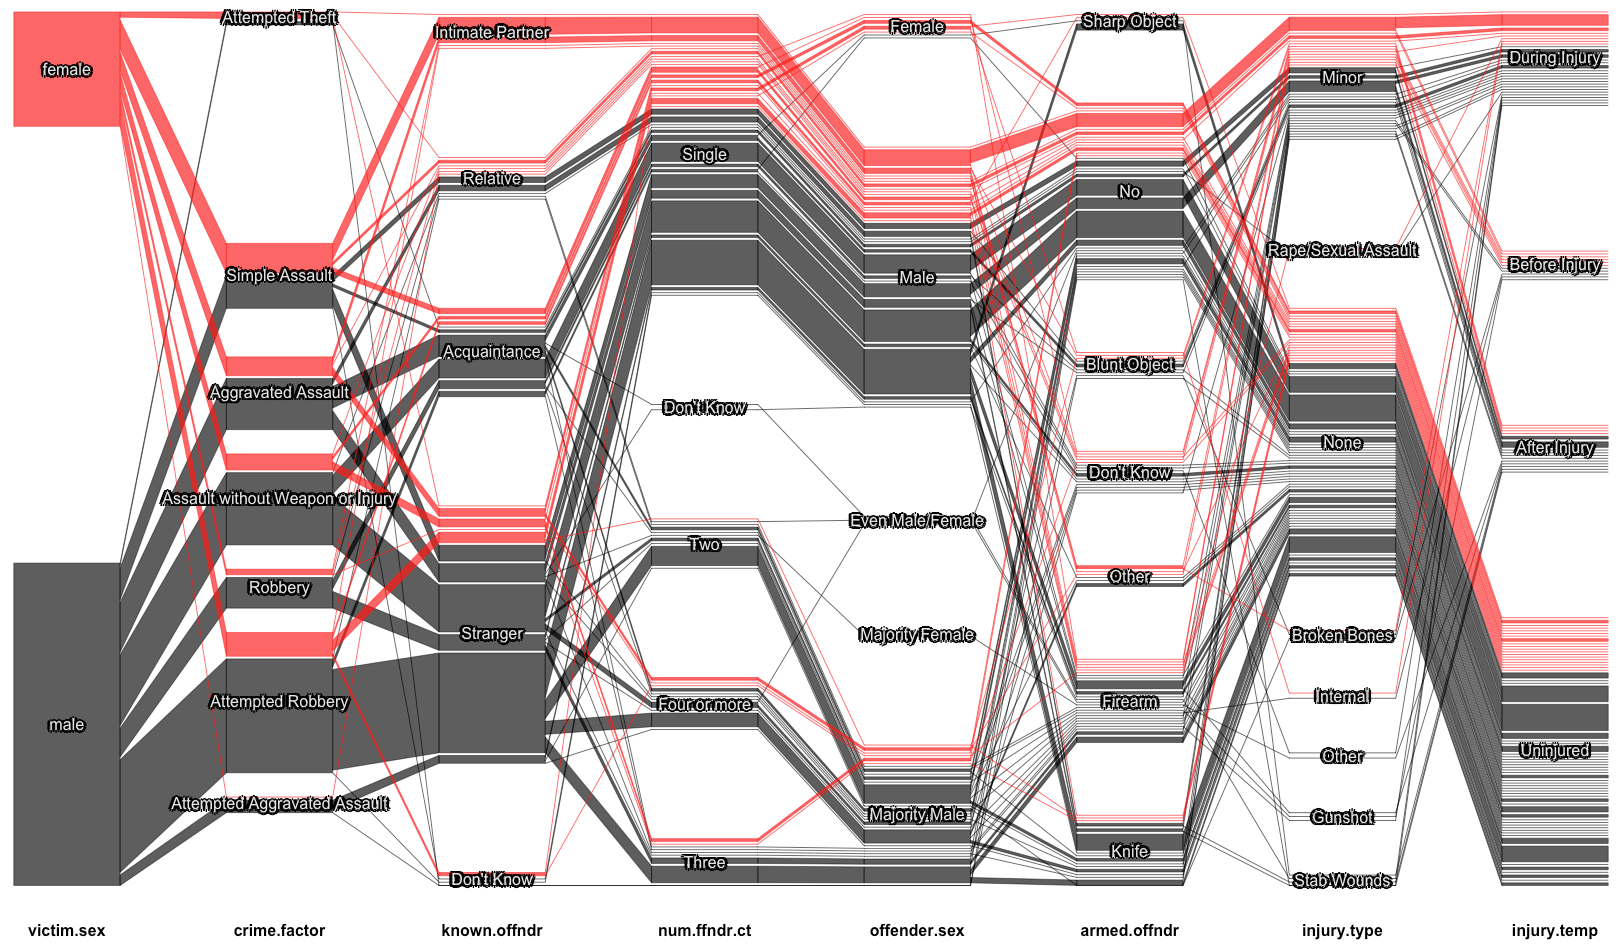 female
male
Attempted Theft
Simple Assault
Aggravated Assault
Assault without Weapon or Injury
Robbery
Attempted Robbery
Attempted Aggravated Assault
Intimate Partner
Relative
Acquaintance
Stranger
Don't Know
Single
Don't Know
Two
Four or more
Three
Female
Male
Even Male/Female
Majority Female
Majority Male
Sharp Object
No
Blunt Object
Don't Know
Other
Firearm
Knife
Minor
Rape/Sexual Assault
None
Broken Bones
Internal
Other
Gunshot
Stab Wounds
During Injury
Before Injury
After Injury
Uninjured
victim.sex crime.factor known.offndr num.ffndr.ct offender.sex armed.offndr injury.type injury.temp